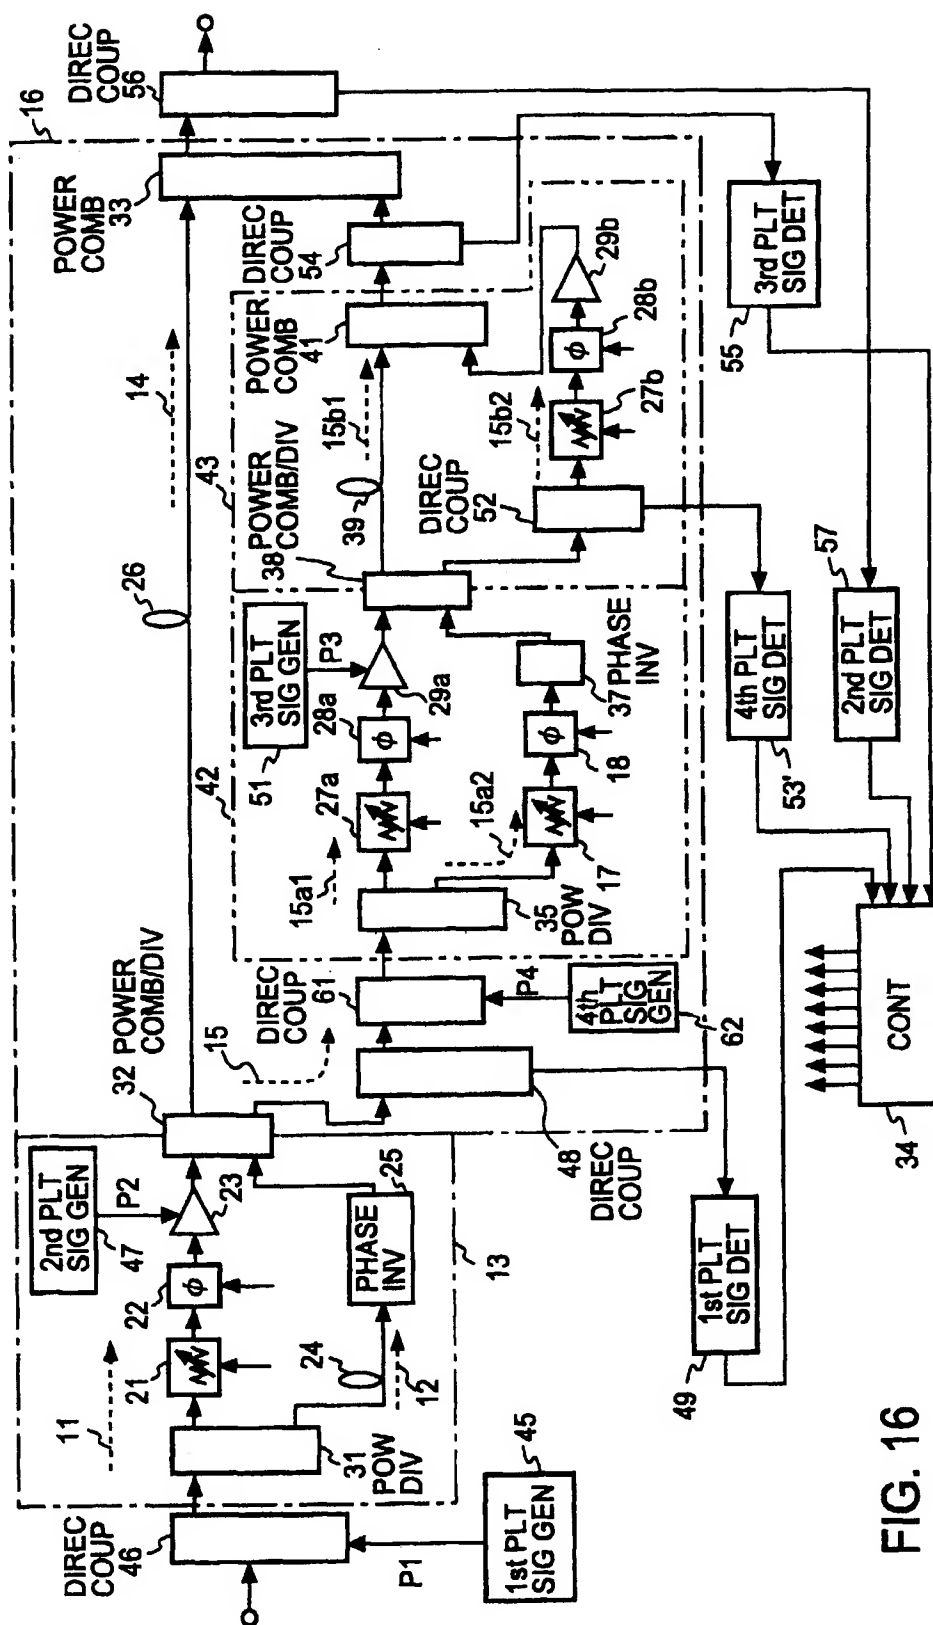 DIREC
COUP
56
16
POWER
COMB
33
DIREC
COUP
54
POWER
COMB
41
14
15b1
29b
28b
27b
15b2
3rd PLT
SIG DET
55
43
POWER
COMB/DIV
38
39
DIREC
COUP
52
26
57
2nd PLT
SIG DET
4th PLT
SIG DET
53'
3rd PLT
SIG GEN
51
P3
29a
28a
ϕ
27a
15a1
42
37 PHASE INV
ϕ
18
17
15a2
35
POW
DIV
ϕ
DIREC
COUP
61
P4
4th
PLT
SIG
GEN
62
15
32 POWER
COMB/DIV
48
DIREC
COUP
CONT
34
2nd PLT
SIG GEN
47
P2
23
22
ϕ
21
11
25
PHASE
INV
24
12
13
31
POW
DIV
1st PLT
SIG DET
49
DIREC
COUP
46
P1
45
1st PLT
SIG GEN
FIG. 16